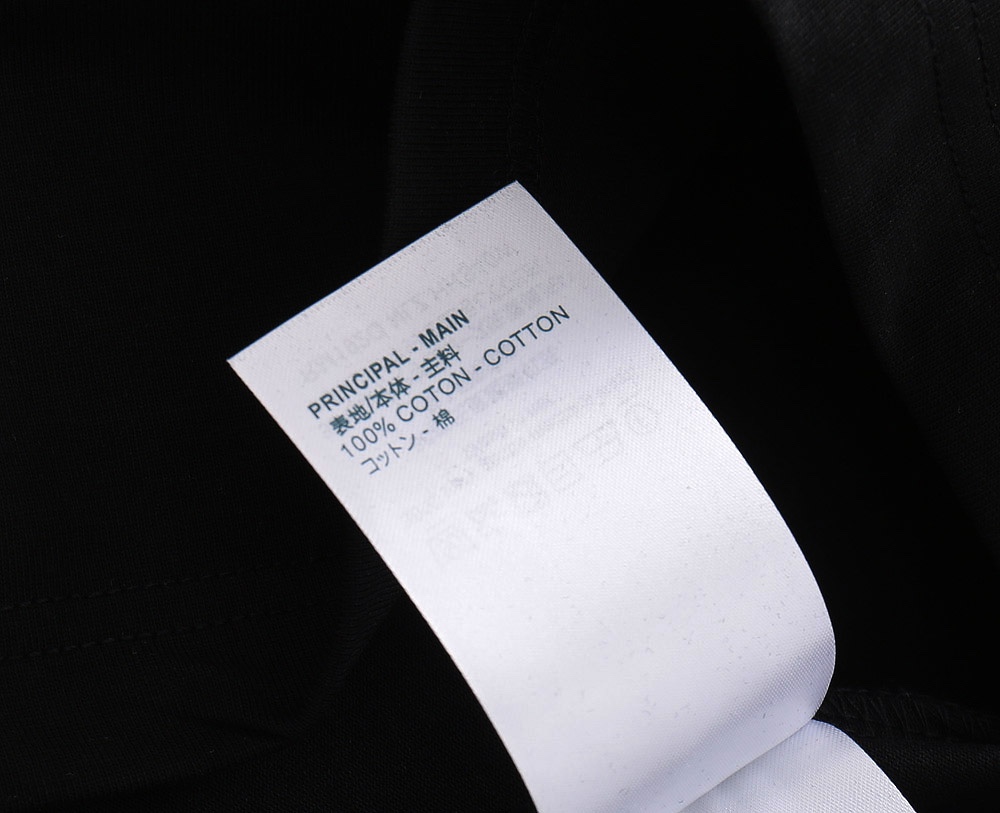 PRINCIPAL - MAIN
表地/本体 - 主料
100% COTON - COTTON
コットン - 棉